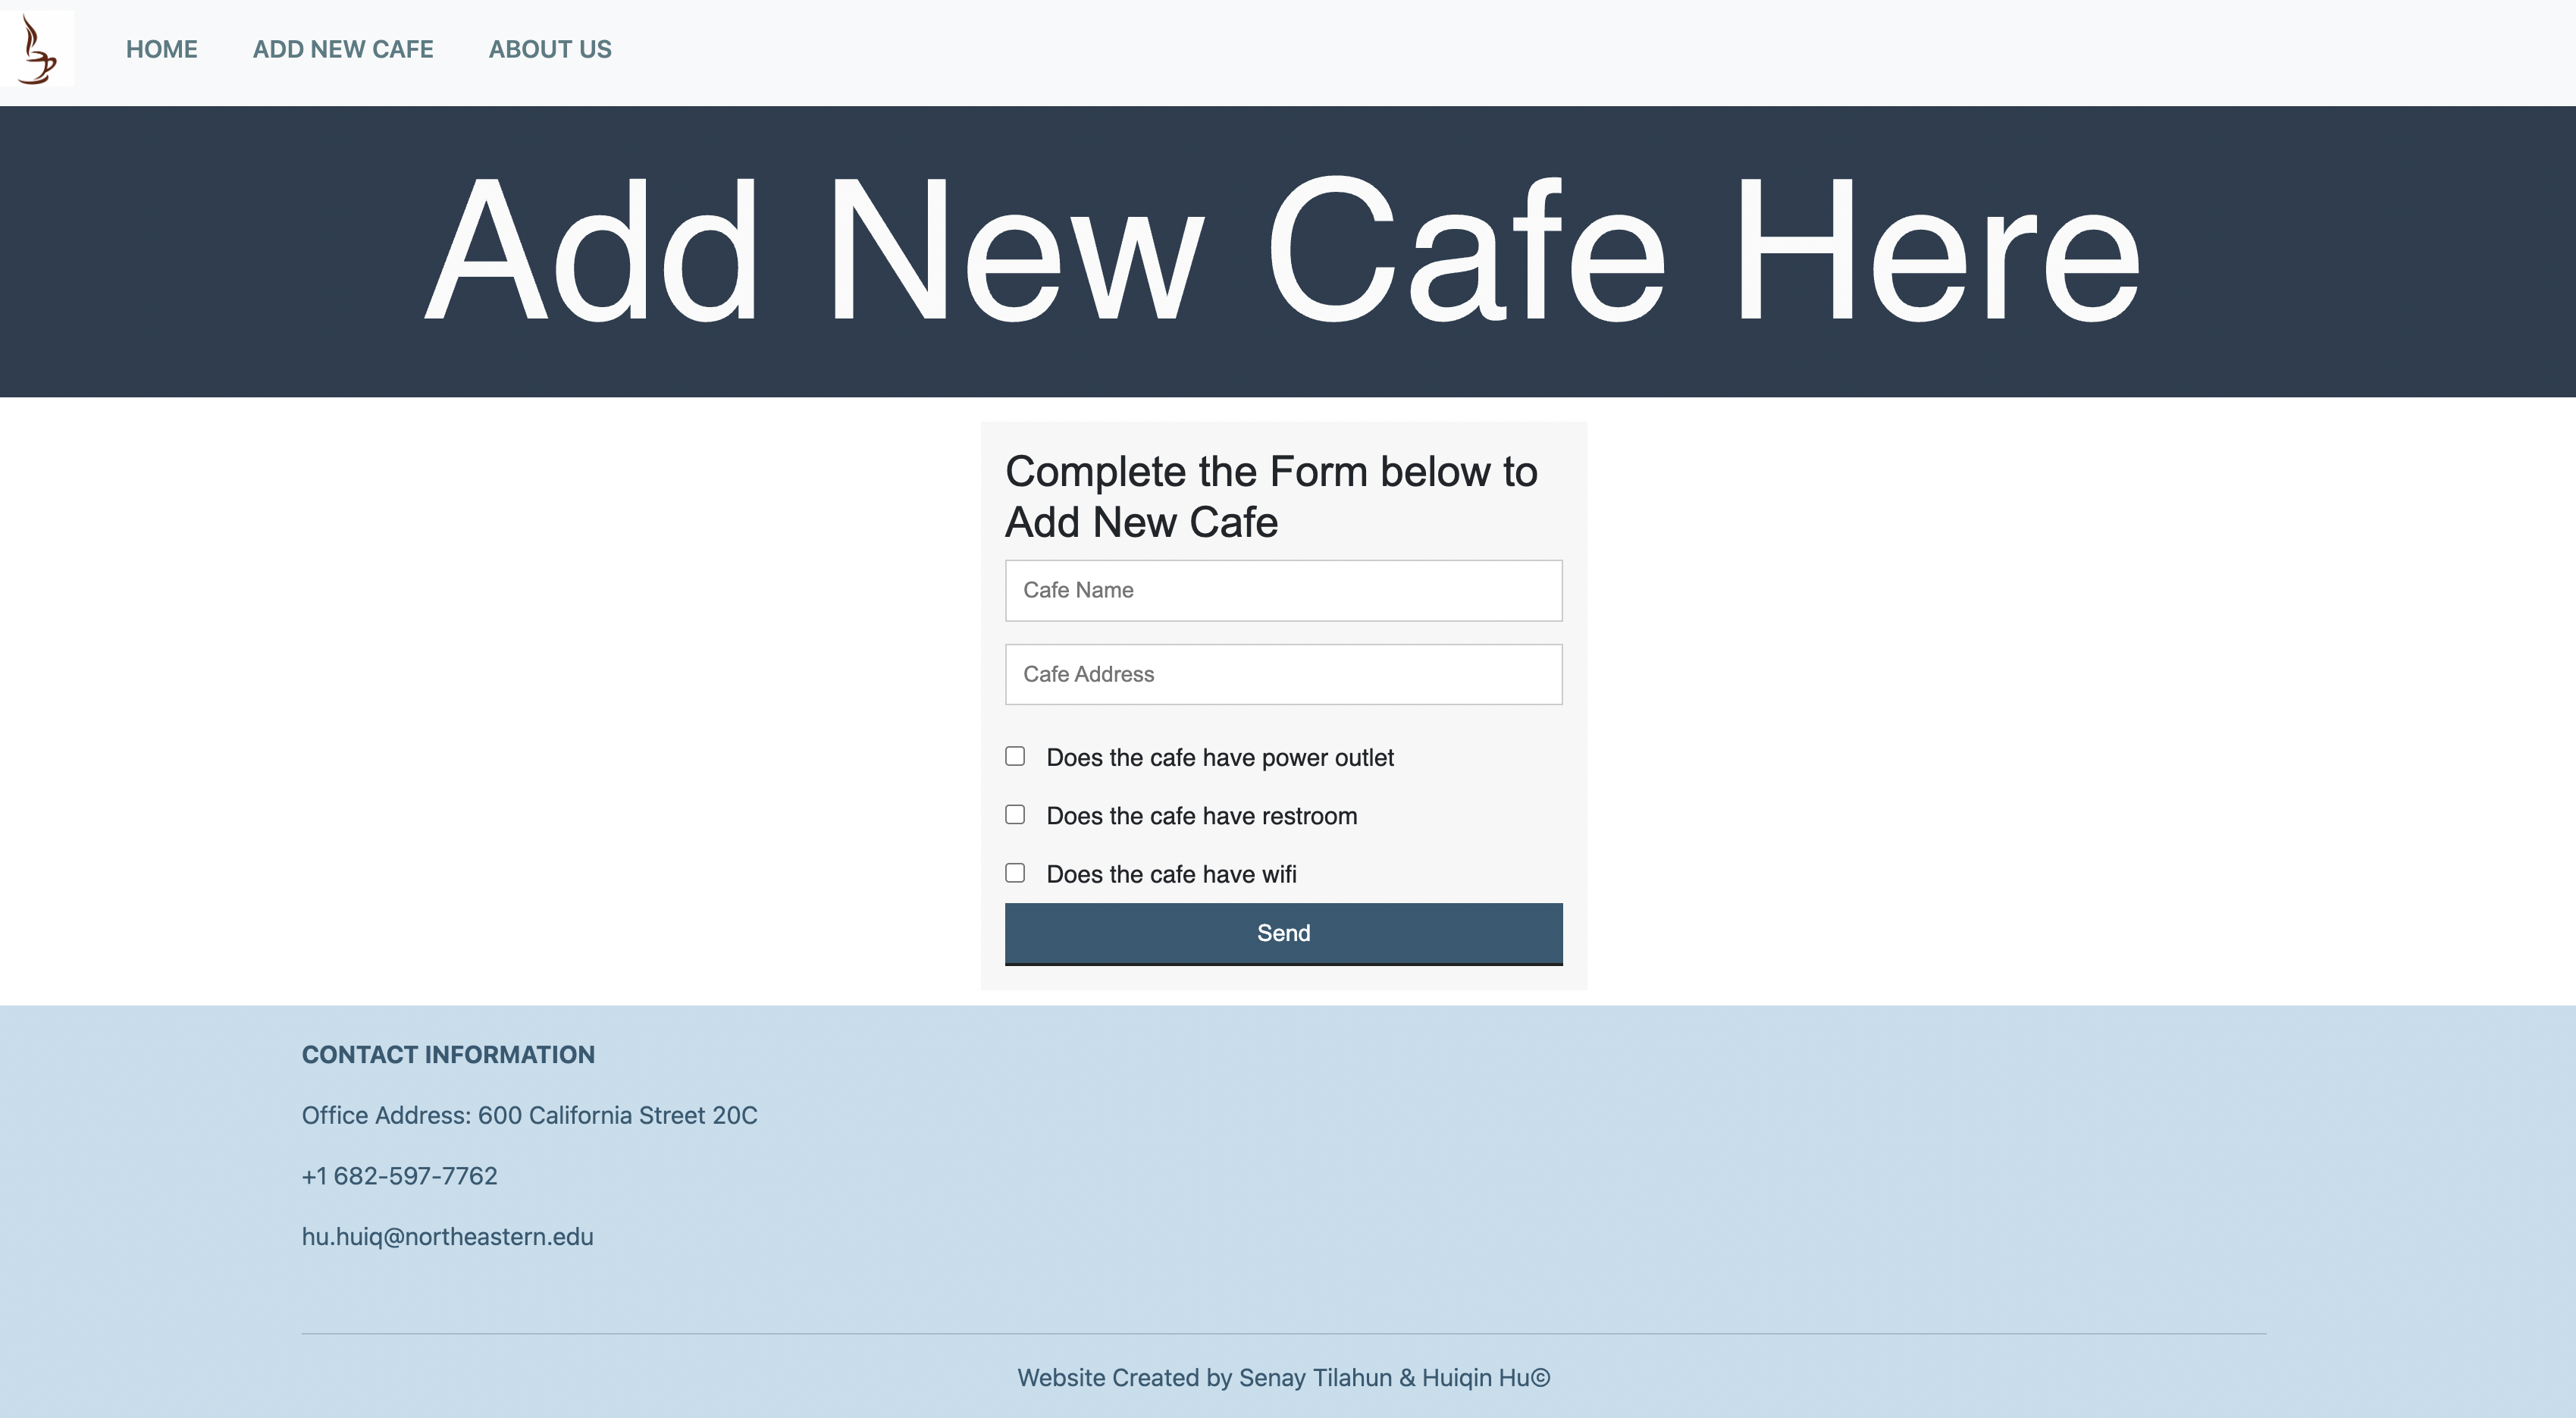 HOME ADD NEW CAFE ABOUT US
Add New Cafe Here
Complete the Form below to
Add New Cafe
Cafe Name
Cafe Address
Does the cafe have power outlet
Does the cafe have restroom
Does the cafe have wifi
Send
CONTACT INFORMATION
Office Address: 600 California Street 20C
+1 682-597-7762
hu.huiq@northeastern.edu
Website Created by Senay Tilahun & Huiqin Hu©